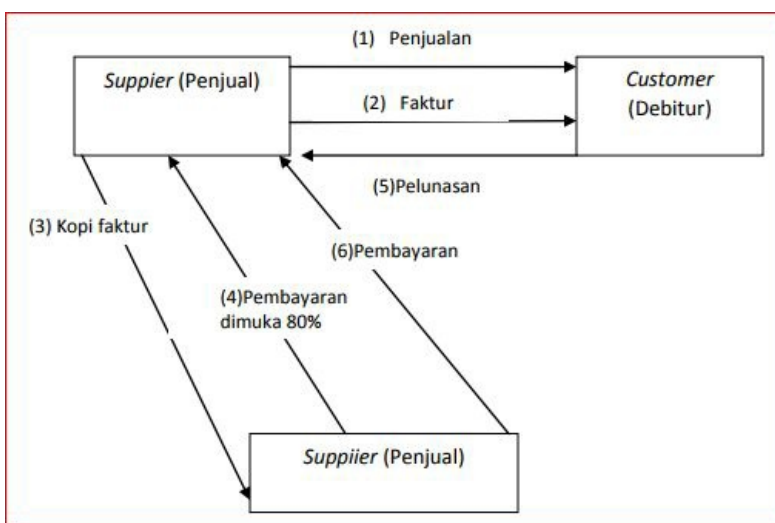 (1) Penjualan
Suppier (Penjual)
Customer
(Debitur)
(2) Faktur
(5)Pelunasan
(3) Kopi faktur
(6)Pembayaran
(4)Pembayaran
dimuka 80%
Suppiier (Penjual)